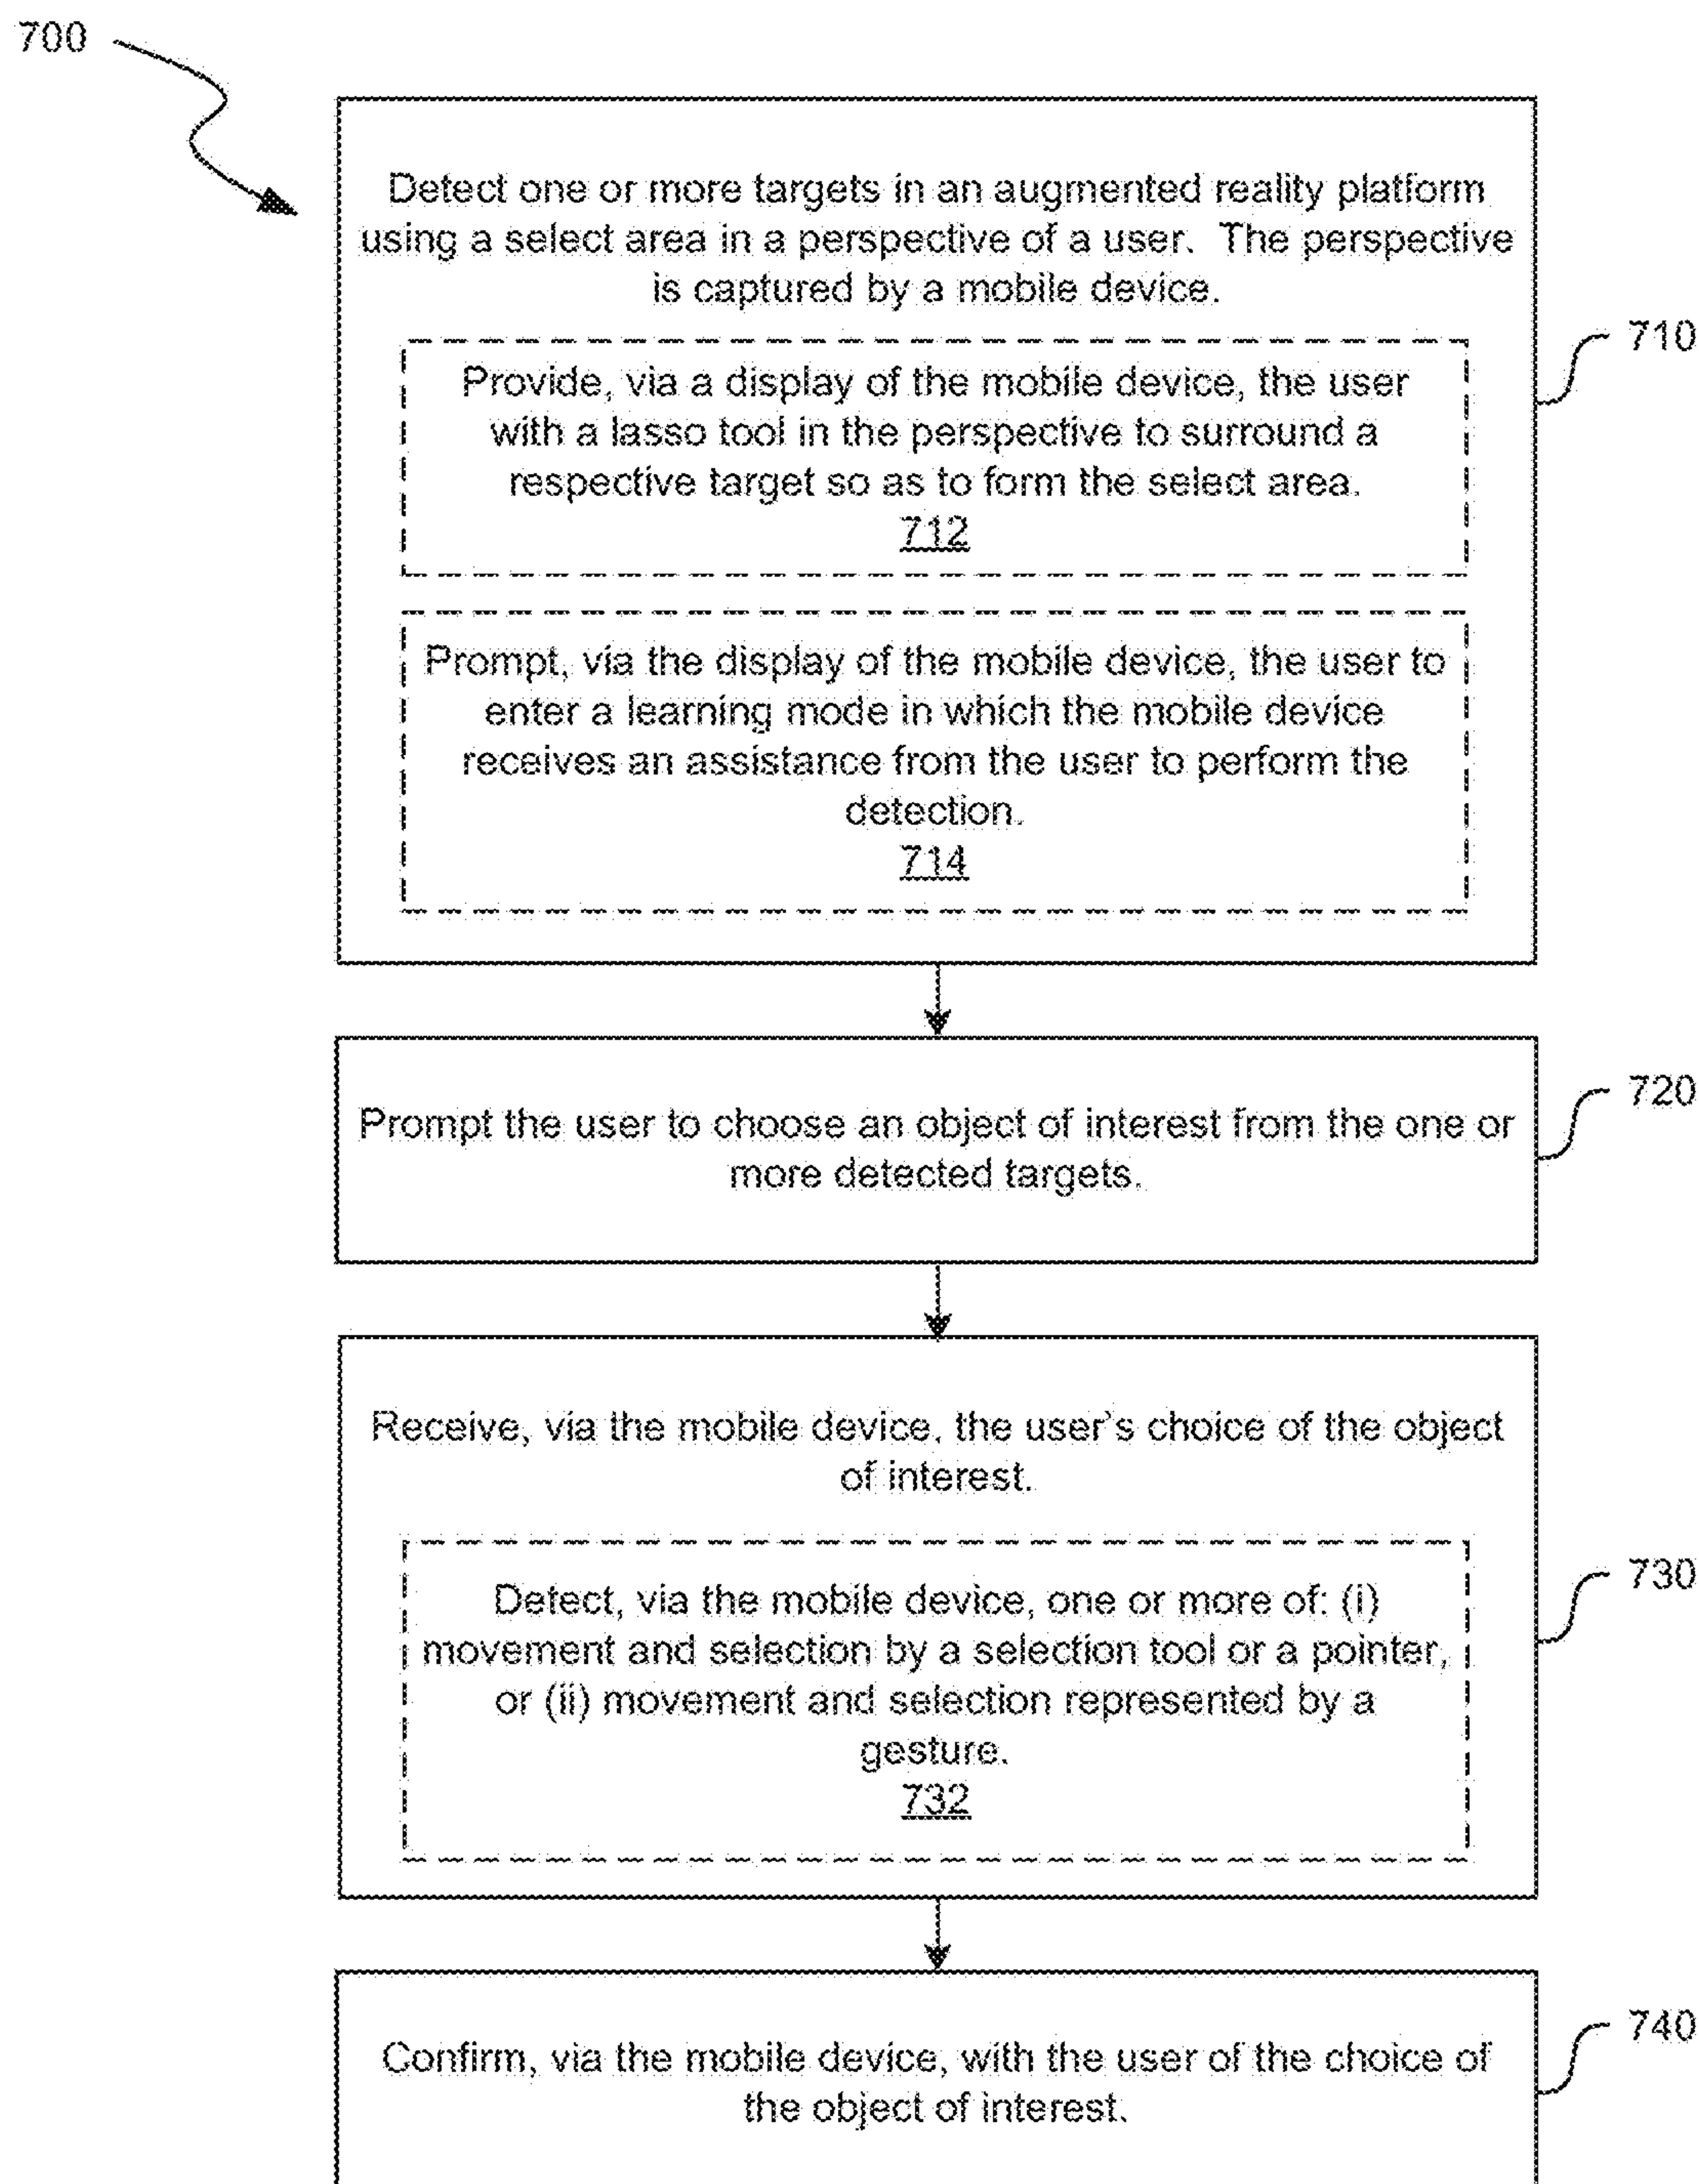 700
Detect one or more targets in an augmented reality platform
using a select area in a perspective of a user. The perspective
is captured by a mobile device.
710
Provide, via a display of the mobile device, the user
with a lasso tool in the perspective to surround a
respective target so as to form the select area.
712
Prompt, via the display of the mobile device, the user to
enter a learning mode in which the mobile device
receives an assistance from the user to perform the
detection.
714
720
Prompt the user to choose an object of interest from the one or
more detected targets.
Receive, via the mobile device, the user's choice of the object
of interest.
730
Detect, via the mobile device, one or more of: (i)
movement and selection by a selection tool or a pointer,
or (ii) movement and selection represented by a
gesture.
732
740
Confirm, via the mobile device, with the user of the choice of
the object of interest.